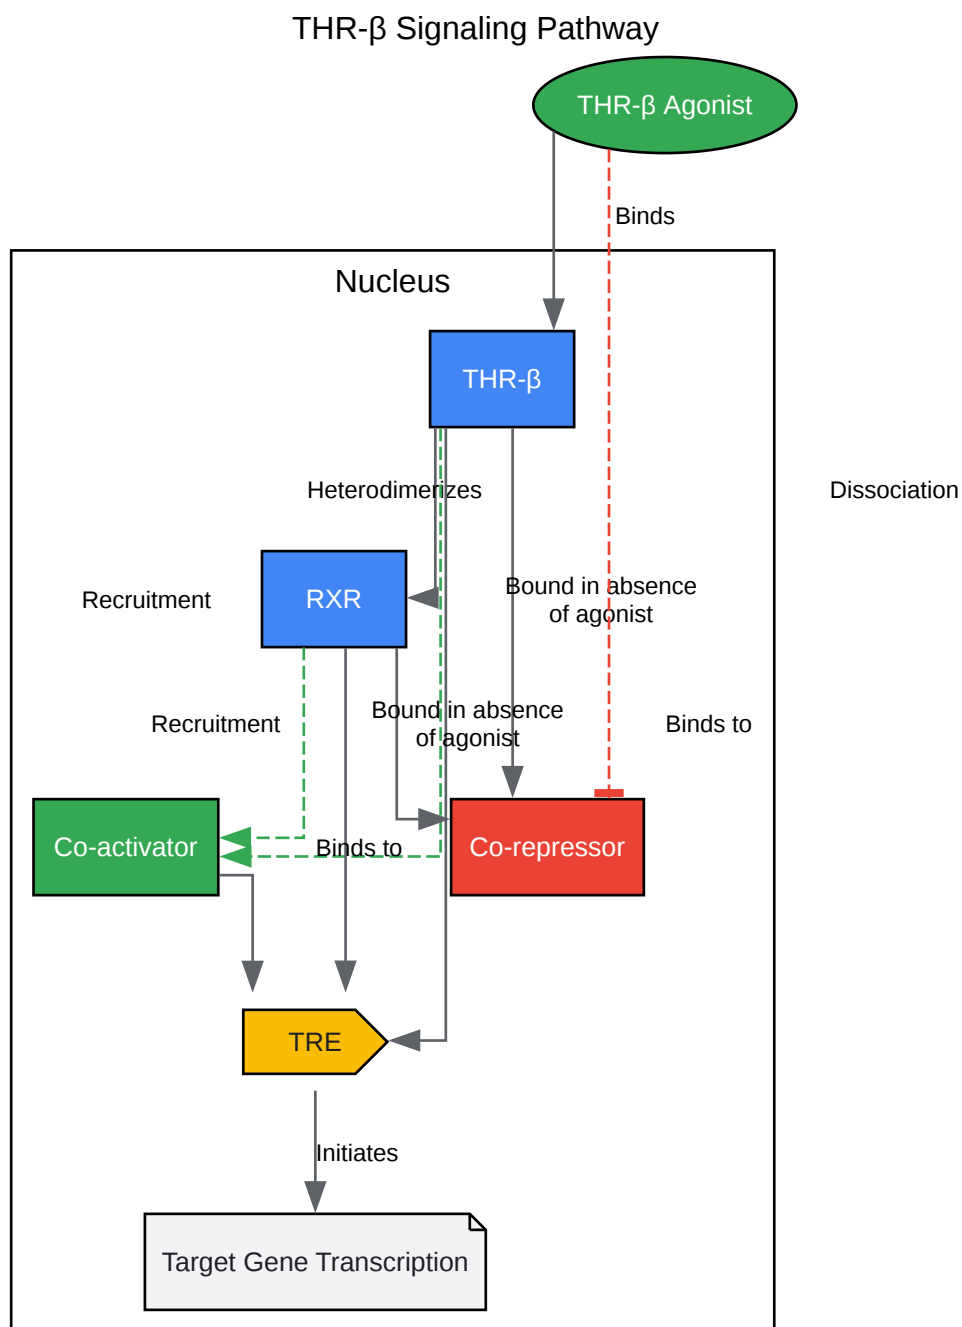 THR-β Signaling Pathway
THR-β Agonist
Binds
Nucleus
THR-β
Heterodimerizes
Dissociation
Bound in absence
of agonist
Recruitment
RXR
Recruitment
Bound in absence
of agonist
Binds to
Co-activator
Binds to
Co-repressor
TRE
Initiates
Target Gene Transcription